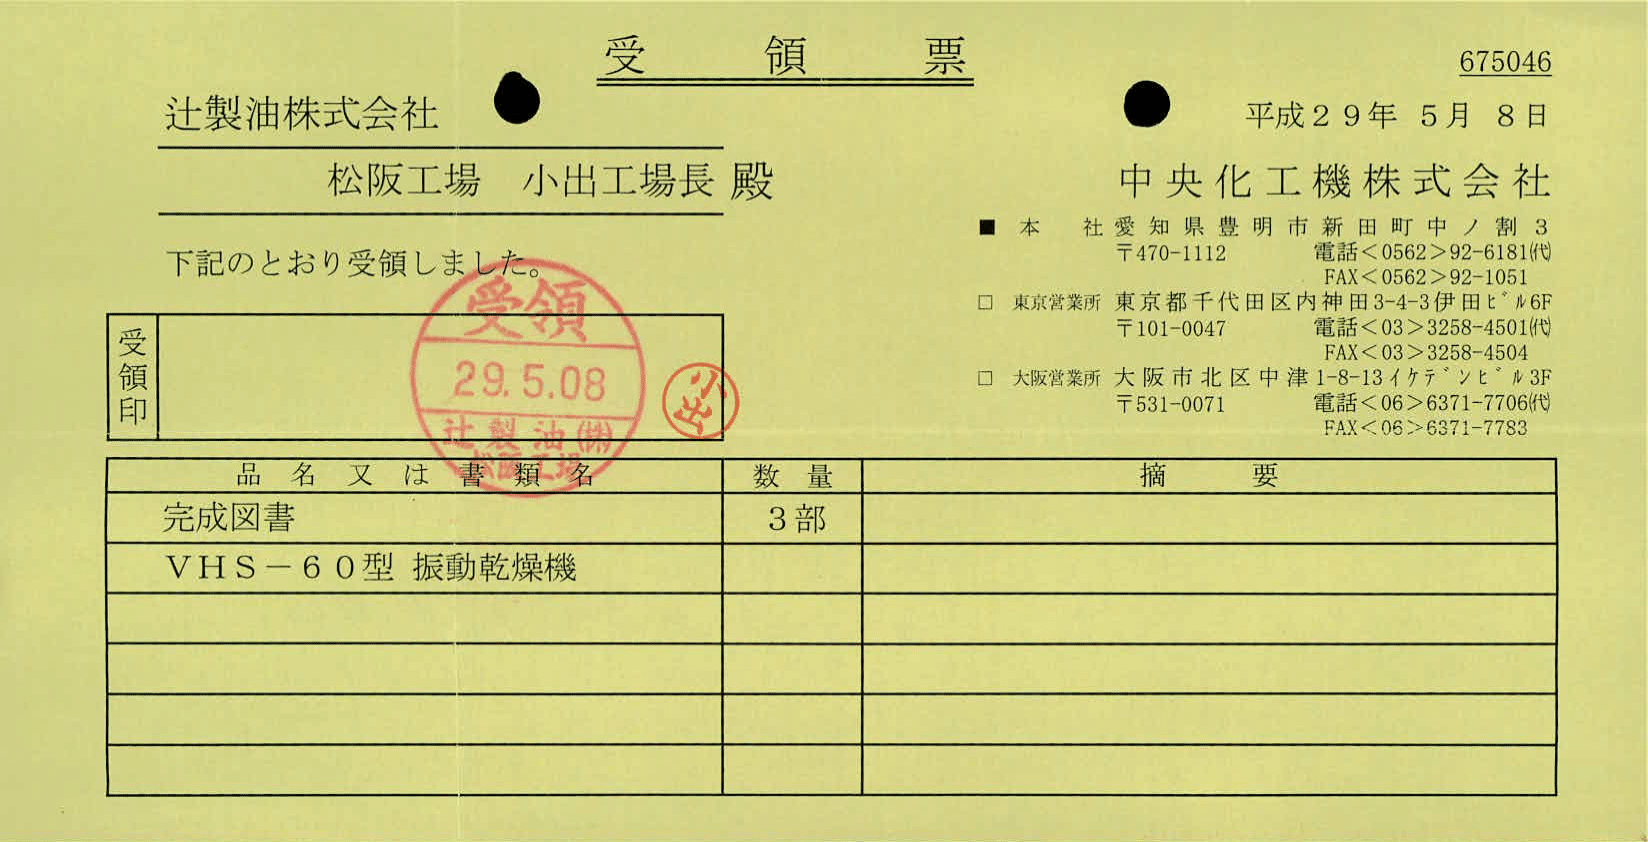 受領票
675046
辻製油株式会社
平成２９年 ５月 ８日
松阪工場 小出工場長 殿
中央化工機株式会社
■ 本社 愛知県豊明市新田町中ノ割３
〒470-1112 電話＜0562＞92-6181㈹
FAX＜0562＞92-1051
□ 東京営業所 東京都千代田区内神田3-4-3伊田ﾋﾞﾙ6F
〒101-0047 電話＜03＞3258-4501㈹
FAX＜03＞3258-4504
□ 大阪営業所 大阪市北区中津1-8-13ｲｹﾃﾞﾝﾋﾞﾙ3F
〒531-0071 電話＜06＞6371-7706㈹
FAX＜06＞6371-7783
下記のとおり受領しました。
受領印
受領
29.5.08
辻製油㈱
松阪工場
小出
品名又は書類名 数量 摘要
完成図書 ３部
ＶＨＳ－６０型 振動乾燥機